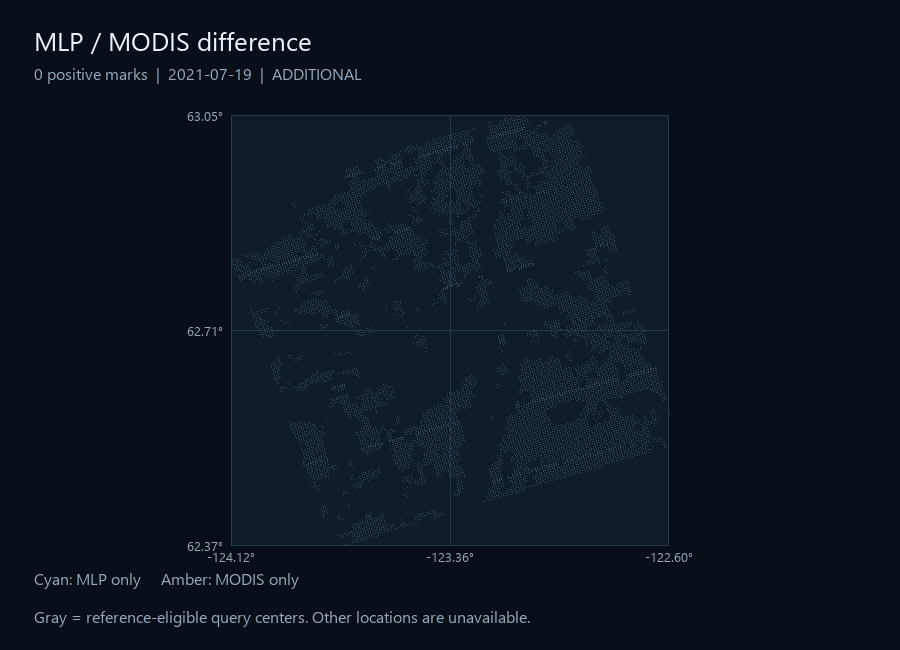 MLP / MODIS difference
0 positive marks | 2021-07-19 | ADDITIONAL
63.05°
62.71°
62.37°
-124.12°
-123.36°
-122.60°
Cyan: MLP only Amber: MODIS only
Gray = reference-eligible query centers. Other locations are unavailable.